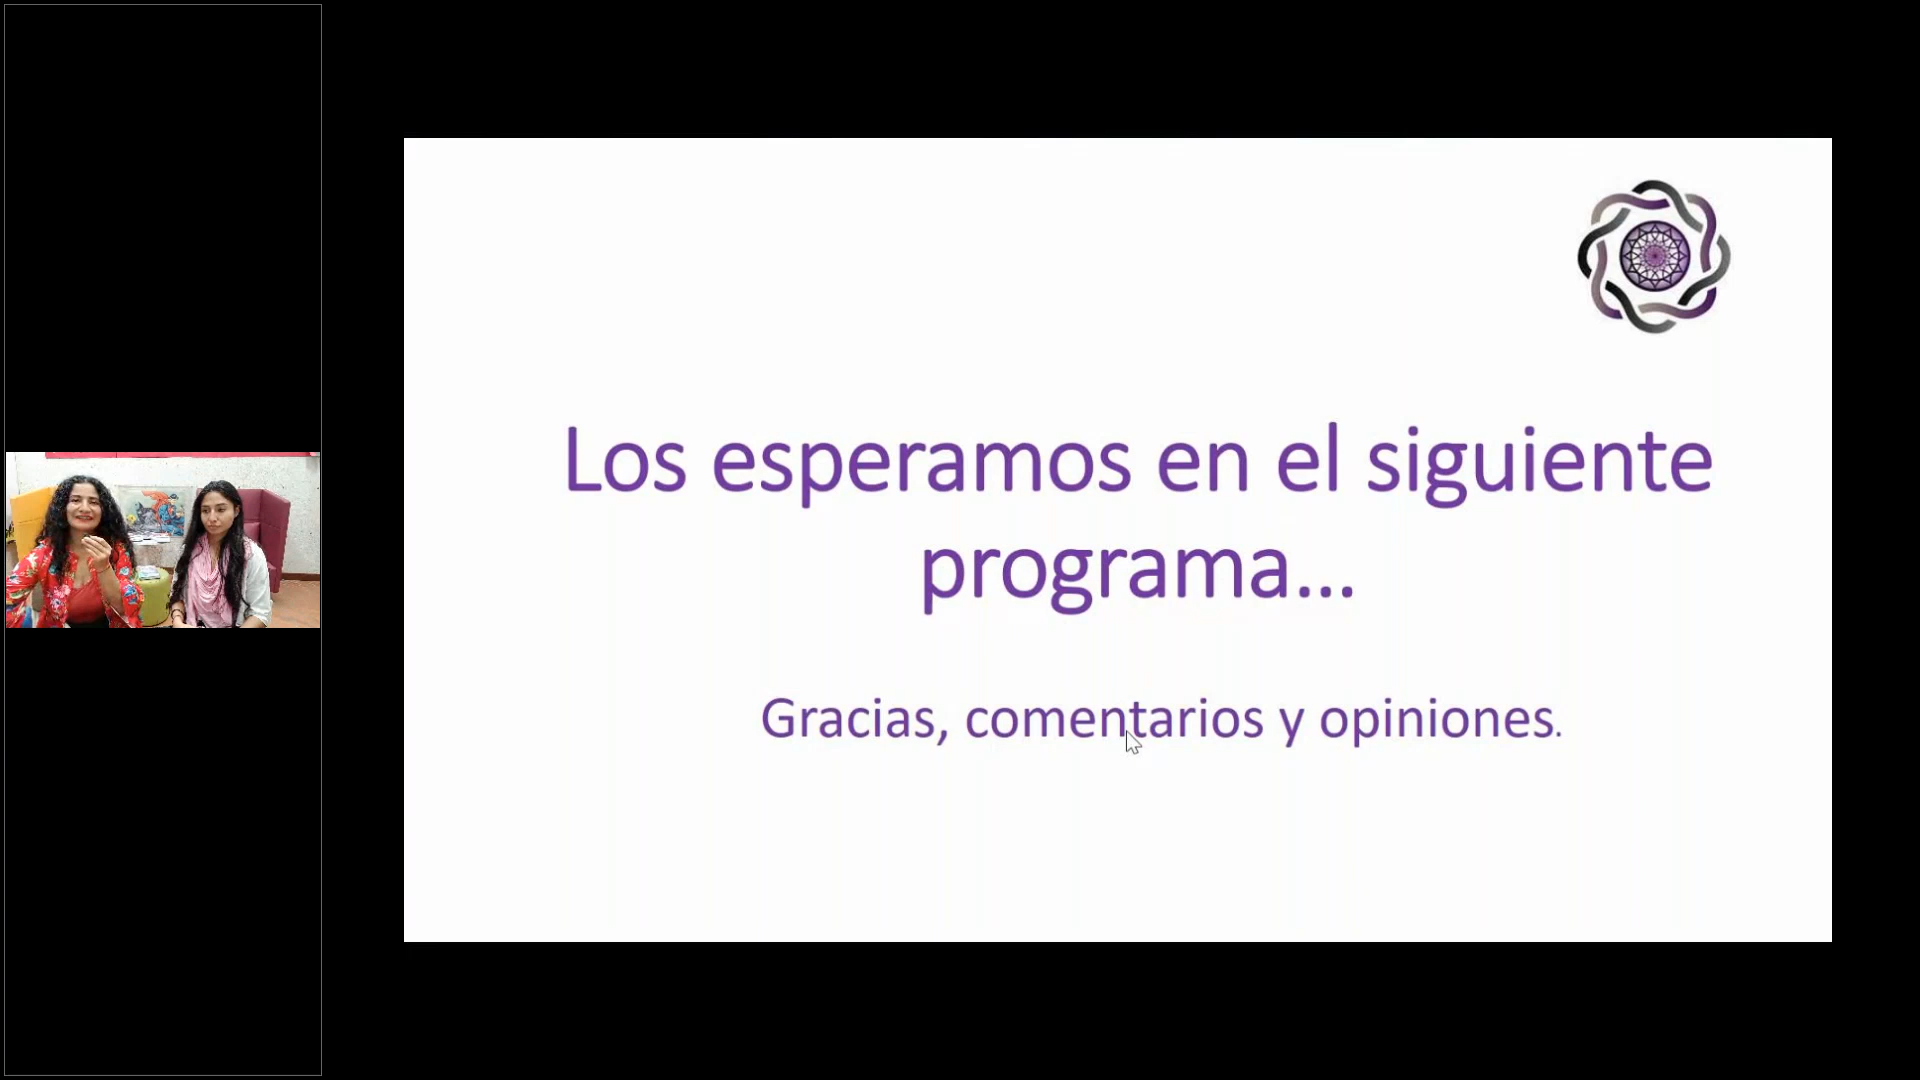 Los esperamos en el siguiente
programa...
Gracias, comentarios y opiniones.